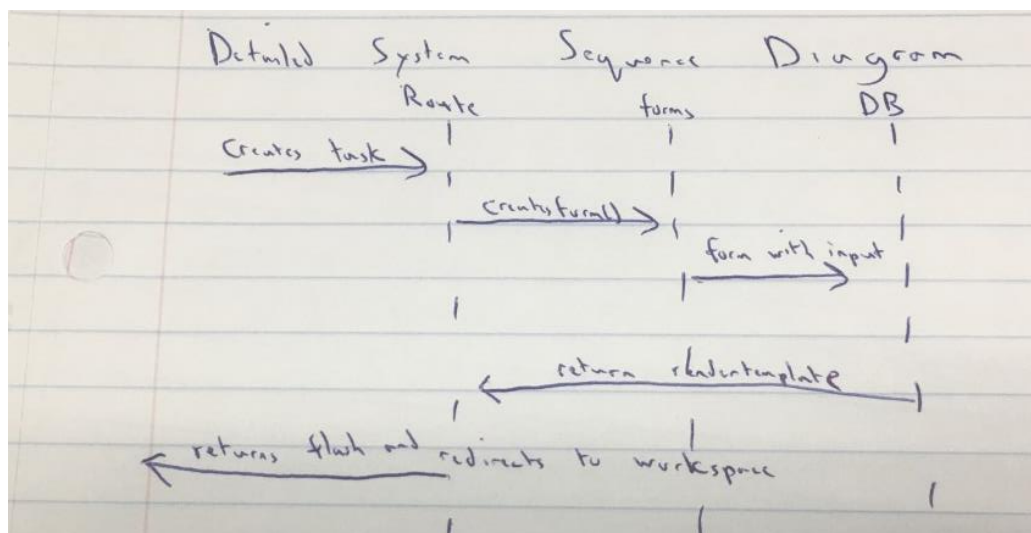 Detailed System Sequence Diagram
Route forms DB
Creates task
createsform()
form with input
return rendertemplate
returns flash and redirects to workspace